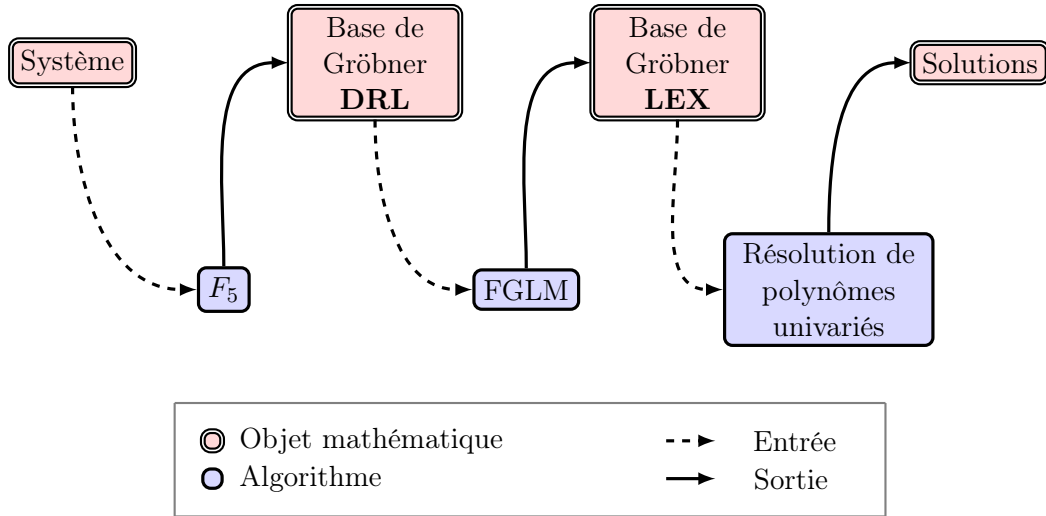 Système
Base de
Gröbner
DRL
Base de
Gröbner
LEX
Solutions
F5
FGLM
Résolution de
polynômes
univariés
Objet mathématique
Entrée
Algorithme
Sortie